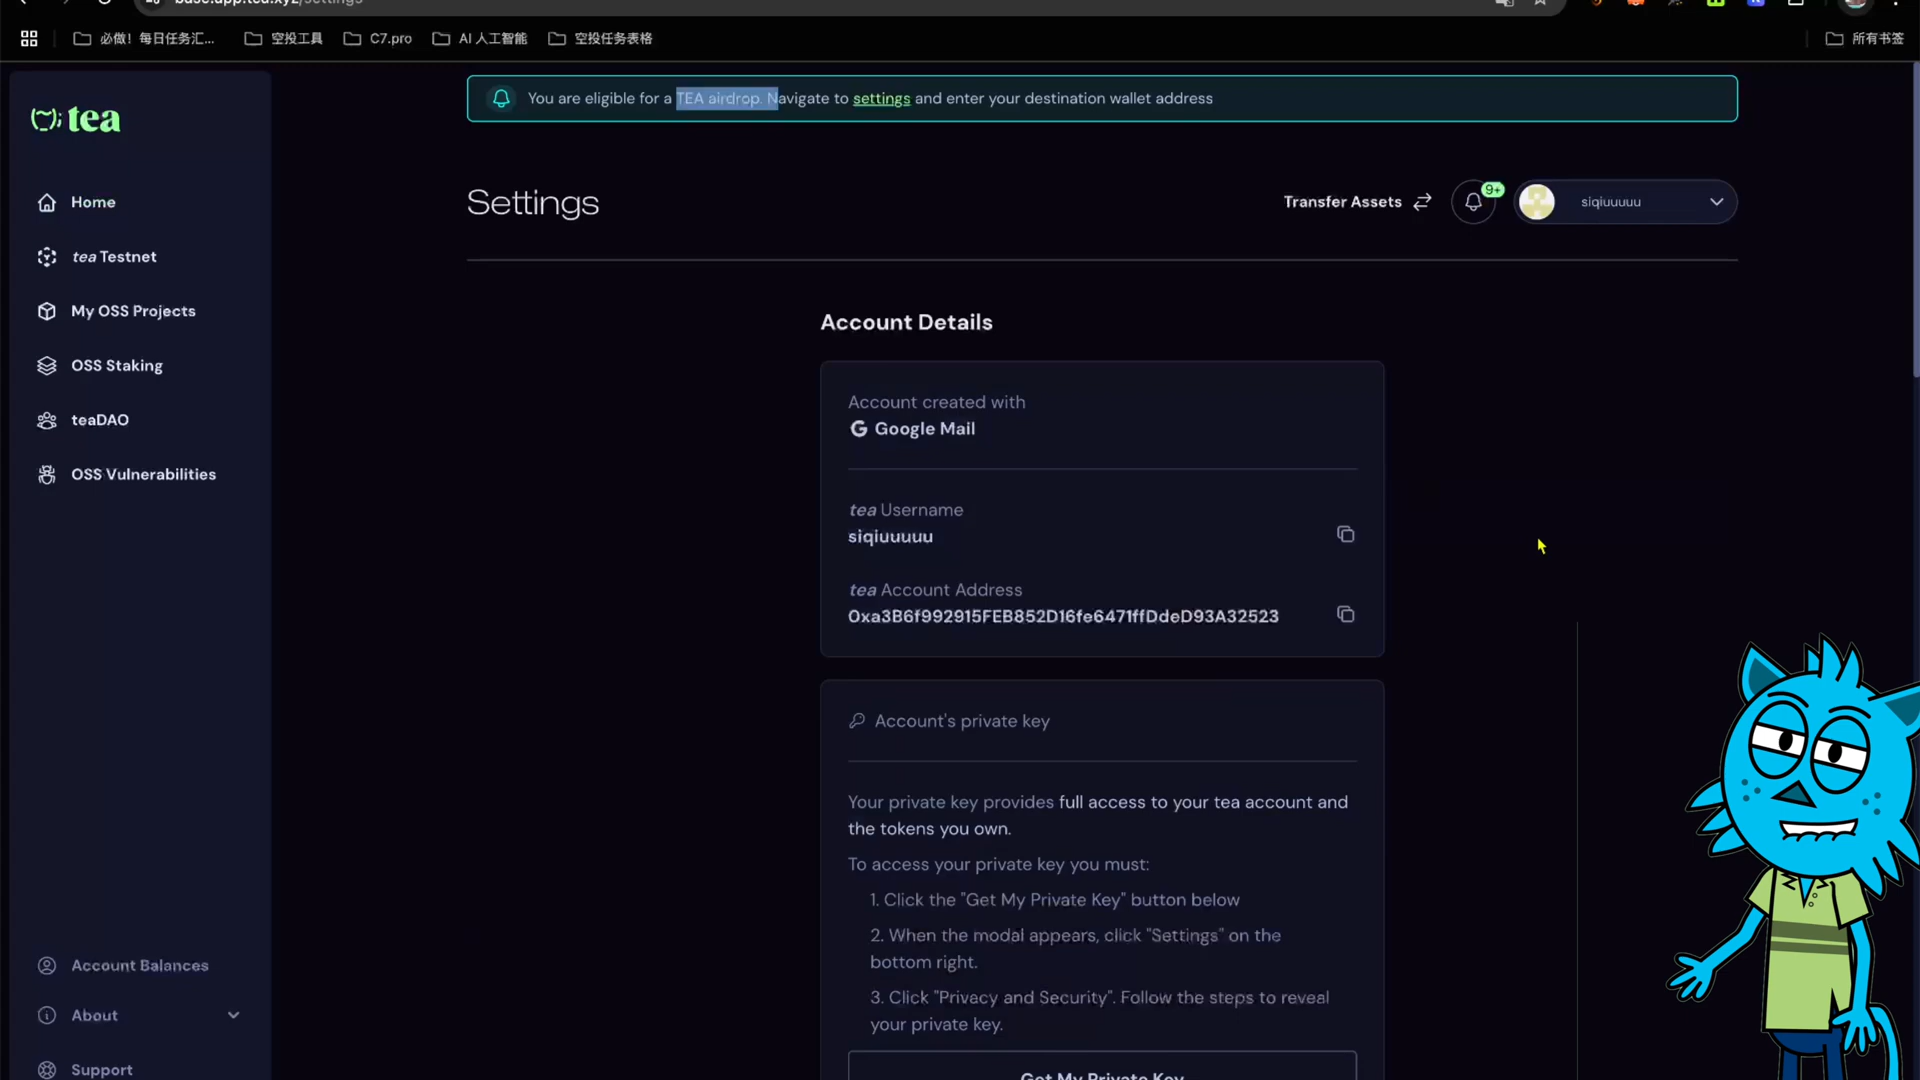 base.app.tea.xyz/settings
必做！每日任务汇... 空投工具 C7.pro AI 人工智能 空投任务表格 所有书签
tea
You are eligible for a TEA airdrop. Navigate to settings and enter your destination wallet address
Home
tea Testnet
My OSS Projects
OSS Staking
teaDAO
OSS Vulnerabilities
Account Balances
About
Support
Settings
Transfer Assets
9+
siqiuuuuu
Account Details
Account created with
Google Mail
tea Username
siqiuuuuu
tea Account Address
0xa3B6f992915FEB852D16fe6471ffDdeD93A32523
Account's private key
Your private key provides full access to your tea account and
the tokens you own.
To access your private key you must:
1. Click the "Get My Private Key" button below
2. When the modal appears, click "Settings" on the
bottom right.
3. Click "Privacy and Security". Follow the steps to reveal
your private key.
Get My Private Key